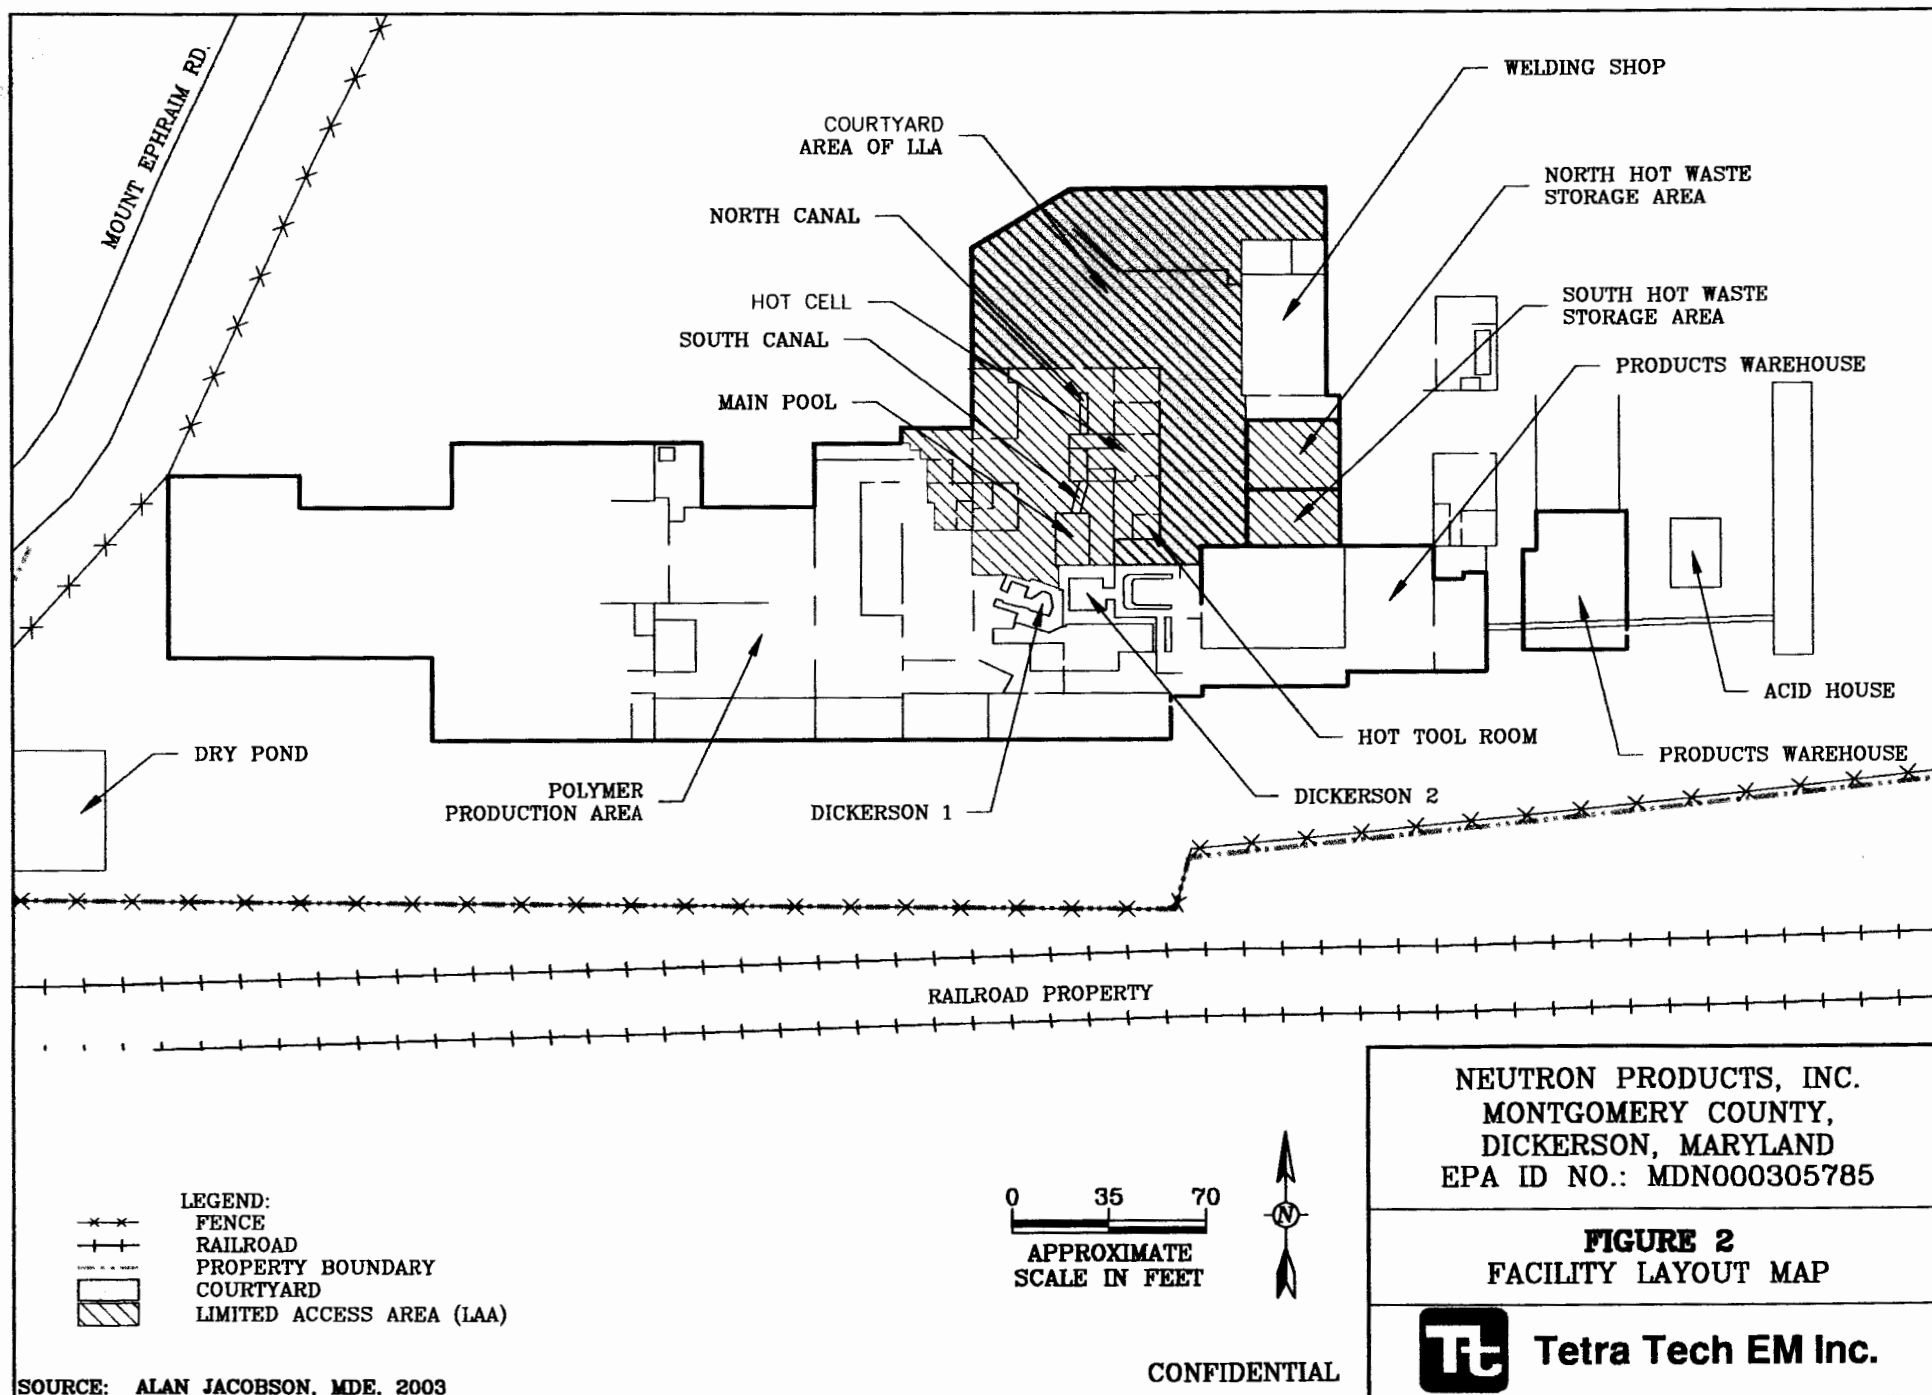 MOUNT EPHRAIM RD.
WELDING SHOP
COURTYARD
AREA OF LLA
NORTH HOT WASTE
STORAGE AREA
NORTH CANAL
HOT CELL
SOUTH HOT WASTE
STORAGE AREA
SOUTH CANAL
PRODUCTS WAREHOUSE
MAIN POOL
ACID HOUSE
HOT TOOL ROOM
PRODUCTS WAREHOUSE
DRY POND
POLYMER
PRODUCTION AREA
DICKERSON 1
DICKERSON 2
RAILROAD PROPERTY
LEGEND:
FENCE
RAILROAD
PROPERTY BOUNDARY
COURTYARD
LIMITED ACCESS AREA (LAA)
0 35 70
APPROXIMATE
SCALE IN FEET
N
NEUTRON PRODUCTS, INC.
MONTGOMERY COUNTY,
DICKERSON, MARYLAND
EPA ID NO.: MDN000305785
FIGURE 2
FACILITY LAYOUT MAP
Tt Tetra Tech EM Inc.
CONFIDENTIAL
SOURCE: ALAN JACOBSON, MDE, 2003